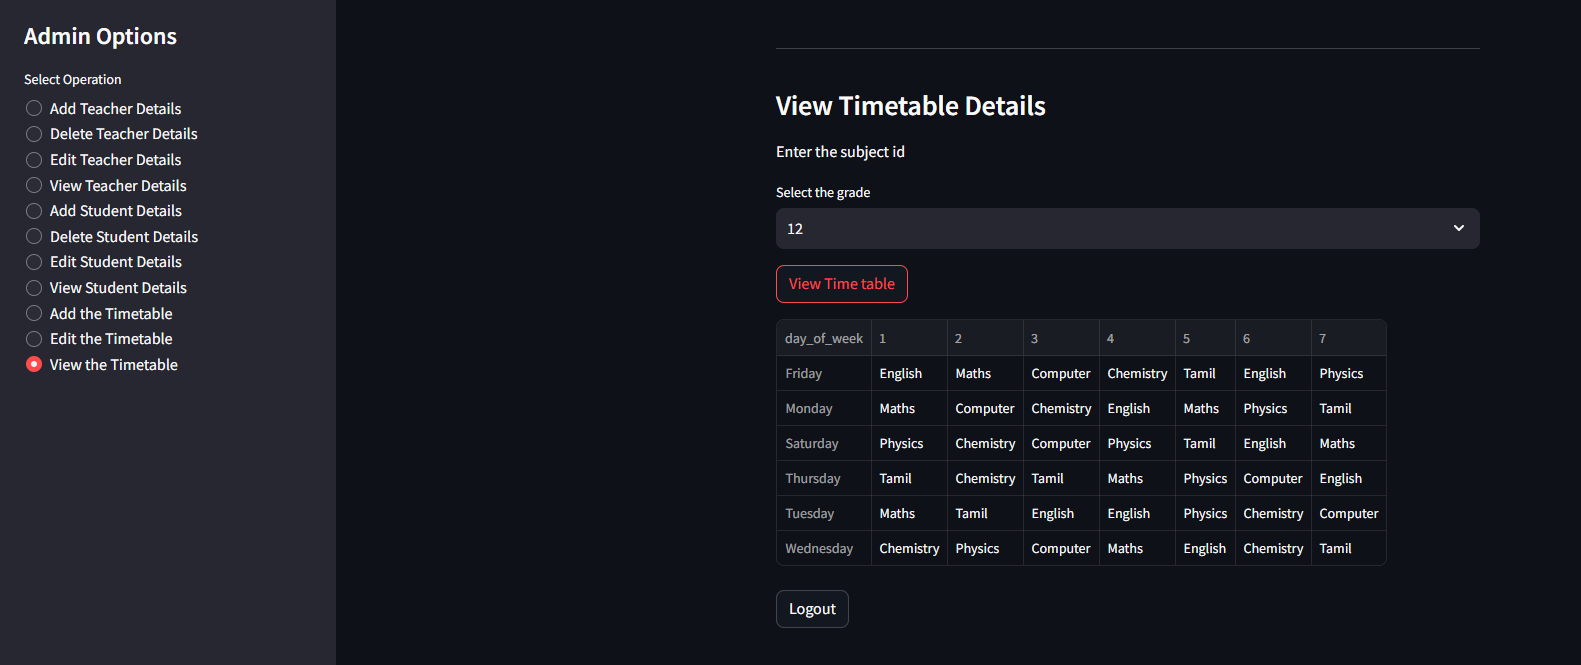 Admin Options
Select Operation
Add Teacher Details
Delete Teacher Details
Edit Teacher Details
View Teacher Details
Add Student Details
Delete Student Details
Edit Student Details
View Student Details
Add the Timetable
Edit the Timetable
View the Timetable
View Timetable Details
Enter the subject id
Select the grade
12
View Time table
day_of_week 1 2 3 4 5 6 7
Friday English Maths Computer Chemistry Tamil English Physics
Monday Maths Computer Chemistry English Maths Physics Tamil
Saturday Physics Chemistry Computer Physics Tamil English Maths
Thursday Tamil Chemistry Tamil Maths Physics Computer English
Tuesday Maths Tamil English English Physics Chemistry Computer
Wednesday Chemistry Physics Computer Maths English Chemistry Tamil
Logout